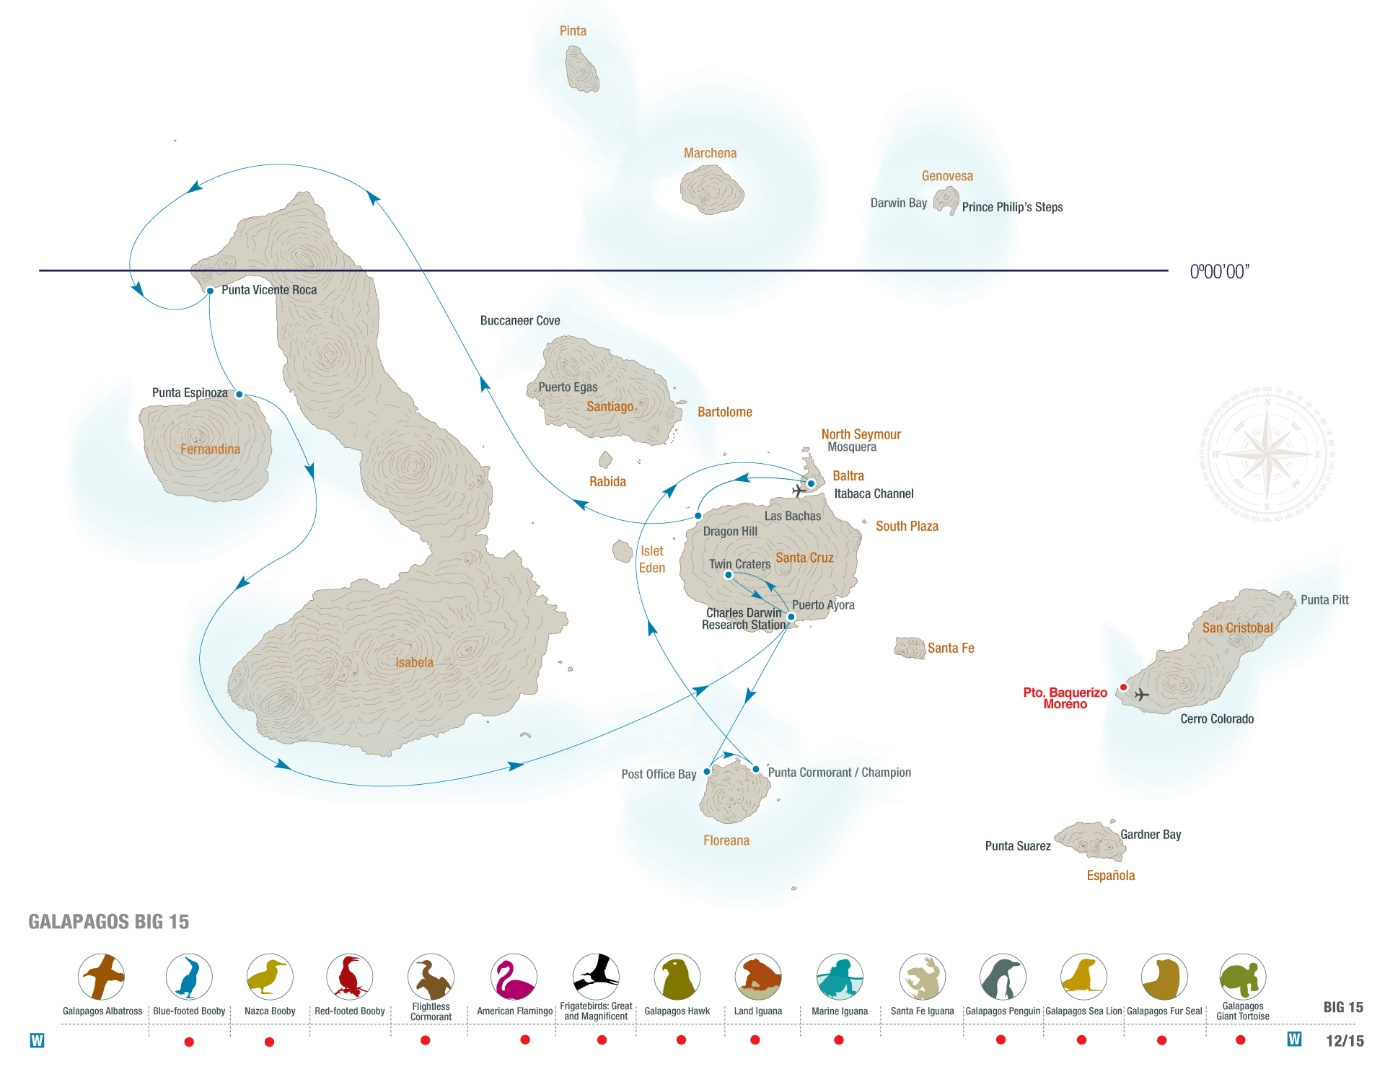 Pinta
Marchena
Genovesa
Darwin Bay
Prince Philip's Steps
0º00'00"
Punta Vicente Roca
Buccaneer Cove
Punta Espinoza
Puerto Egas
Santiago
Bartolome
Fernandina
North Seymour
Mosquera
Rabida
Baltra
Itabaca Channel
Las Bachas
South Plaza
Dragon Hill
Islet
Eden
Twin Craters
Santa Cruz
Puerto Ayora
Charles Darwin
Research Station
Punta Pitt
San Cristobal
Isabela
Santa Fe
Pto. Baquerizo
Moreno
Cerro Colorado
Post Office Bay
Punta Cormorant / Champion
Floreana
Gardner Bay
Punta Suarez
Española
GALAPAGOS BIG 15
Galapagos Albatross
Blue-footed Booby
Nazca Booby
Red-footed Booby
Flightless
Cormorant
American Flamingo
Frigatebirds: Great
and Magnificent
Galapagos Hawk
Land Iguana
Marine Iguana
Santa Fe Iguana
Galapagos Penguin
Galapagos Sea Lion
Galapagos Fur Seal
Galapagos
Giant Tortoise
BIG 15
W
W
12/15